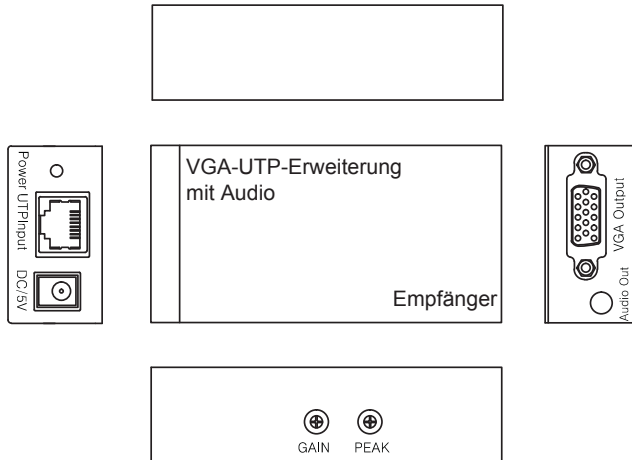 Power UTPInput
DC/5V
VGA-UTP-Erweiterung
mit Audio
Empfänger
VGA Output
Audio Out
GAIN PEAK